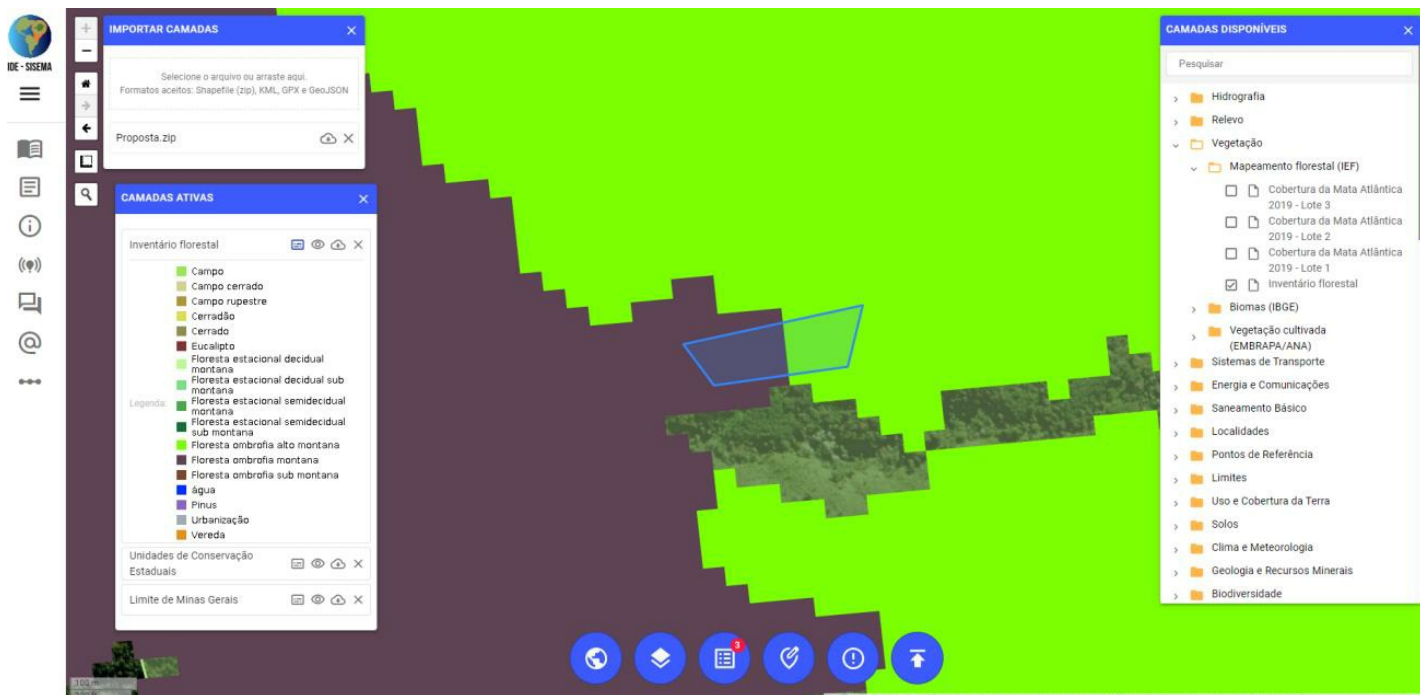 IDE - SISEMA
IMPORTAR CAMADAS
Selecione o arquivo ou arraste aqui.
Formatos aceitos: Shapefile (zip), KML, GPX e GeoJSON
Proposta.zip
CAMADAS ATIVAS
Inventário florestal
Legenda:
Campo
Campo cerrado
Campo rupestre
Cerradão
Cerrado
Eucalipto
Floresta estacional decidual
montana
Floresta estacional decidual sub
montana
Floresta estacional semidecidual
montana
Floresta estacional semidecidual
sub montana
Floresta ombrofia alto montana
Floresta ombrofia montana
Floresta ombrofia sub montana
água
Pinus
Urbanização
Vereda
Unidades de Conservação
Estaduais
Limite de Minas Gerais
100 m
3
CAMADAS DISPONÍVEIS
Pesquisar
Hidrografia
Relevo
Vegetação
Mapeamento florestal (IEF)
Cobertura da Mata Atlântica
2019 - Lote 3
Cobertura da Mata Atlântica
2019 - Lote 2
Cobertura da Mata Atlântica
2019 - Lote 1
Inventário florestal
Biomas (IBGE)
Vegetação cultivada
(EMBRAPA/ANA)
Sistemas de Transporte
Energia e Comunicações
Saneamento Básico
Localidades
Pontos de Referência
Limites
Uso e Cobertura da Terra
Solos
Clima e Meteorologia
Geologia e Recursos Minerais
Biodiversidade